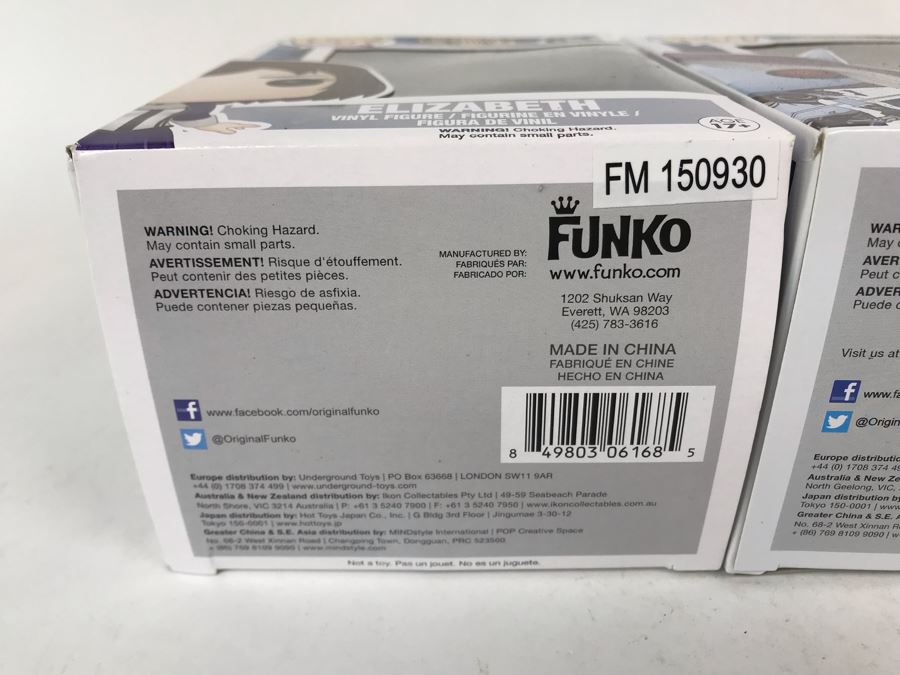 ELIZABETH
VINYL FIGURE / FIGURINE EN VINYLE /
FIGURA DE VINIL
WARNING! Choking Hazard.
May contain small parts.
AGE
17+
FM 150930
WARNING! Choking Hazard.
May contain small parts.
AVERTISSEMENT! Risque d'étouffement.
Peut contenir des petites pièces.
ADVERTENCIA! Riesgo de asfixia.
Puede contener piezas pequeñas.
MANUFACTURED BY:
FABRIQUÉS PAR:
FABRICADO POR:
FUNKO
www.funko.com
1202 Shuksan Way
Everett, WA 98203
(425) 783-3616
MADE IN CHINA
FABRIQUÉ EN CHINE
HECHO EN CHINA
f www.facebook.com/originalfunko
@OriginalFunko
8 49803 06168 5
Europe distribution by: Underground Toys | PO Box 63668 | LONDON SW11 9AR
+44 (0) 1708 374 499 | www.underground-toys.com
Australia & New Zealand distribution by: Ikon Collectables Pty Ltd | 49-59 Seabeach Parade
North Shore, VIC 3214 Australia | P: +61 3 5240 7900 | F: +61 3 5240 7950 | www.ikoncollectables.com.au
Japan distribution by: Hot Toys Japan Co., Inc. | G Bldg 3rd Floor | Jingumae 3-30-12
Tokyo 150-0001 | www.hottoys.jp
Greater China & S.E. Asia distribution by: MINDstyle International | POP Creative Space
No. 68-2 West Xinnan Road | Changping Town, Dongguan, PRC 523500
+ (86) 769 8109 9090 | www.mindstyle.com
Not a toy. Pas un jouet. No es un juguete.
WAR
May c
AVER
Peut c
ADVER
Puede c
Visit us at
f www.fa
@Origin
Europe distributio
+44 (0) 1708 374 49
Australia & New Ze
North Geelong, VIC,
Japan distribution by
Tokyo 150-0001 | www
Greater China & S.E. A
No. 68-2 West Xinnan R
+ (86) 769 8109 9090 | w